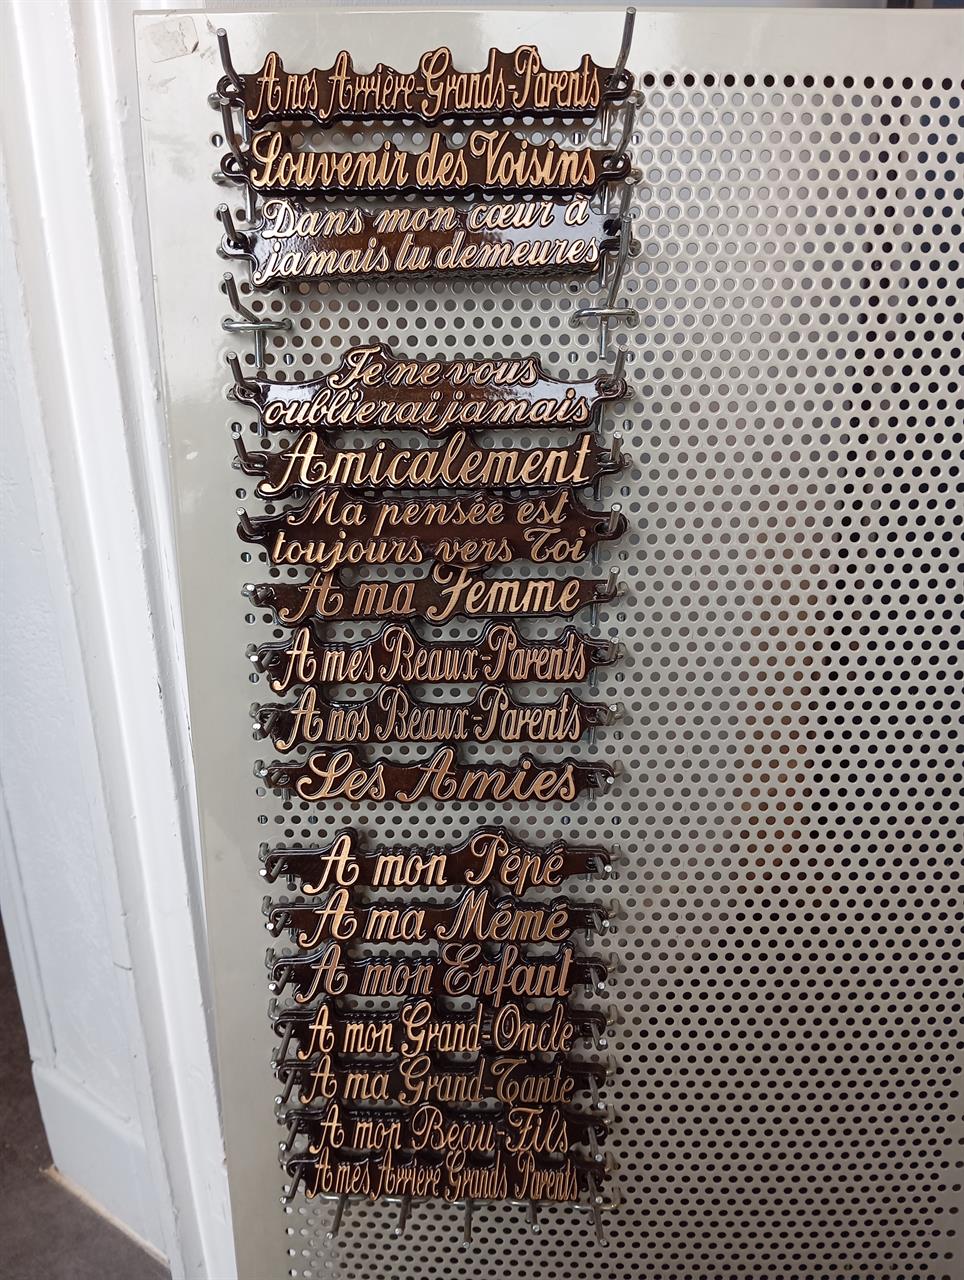 A nos Arrière-Grands-Parents
Souvenir des Voisins
Dans mon cœur à
jamais tu demeures
Je ne vous
oublierai jamais
Amicalement
Ma pensée est
toujours vers Toi
A ma Femme
A mes Beaux-Parents
A nos Beaux-Parents
Les Amies
A mon Pépé
A ma Mémé
A mon Enfant
A mon Grand-Oncle
A ma Grand-Tante
A mon Beau-Fils
A mes Arrière Grands Parents